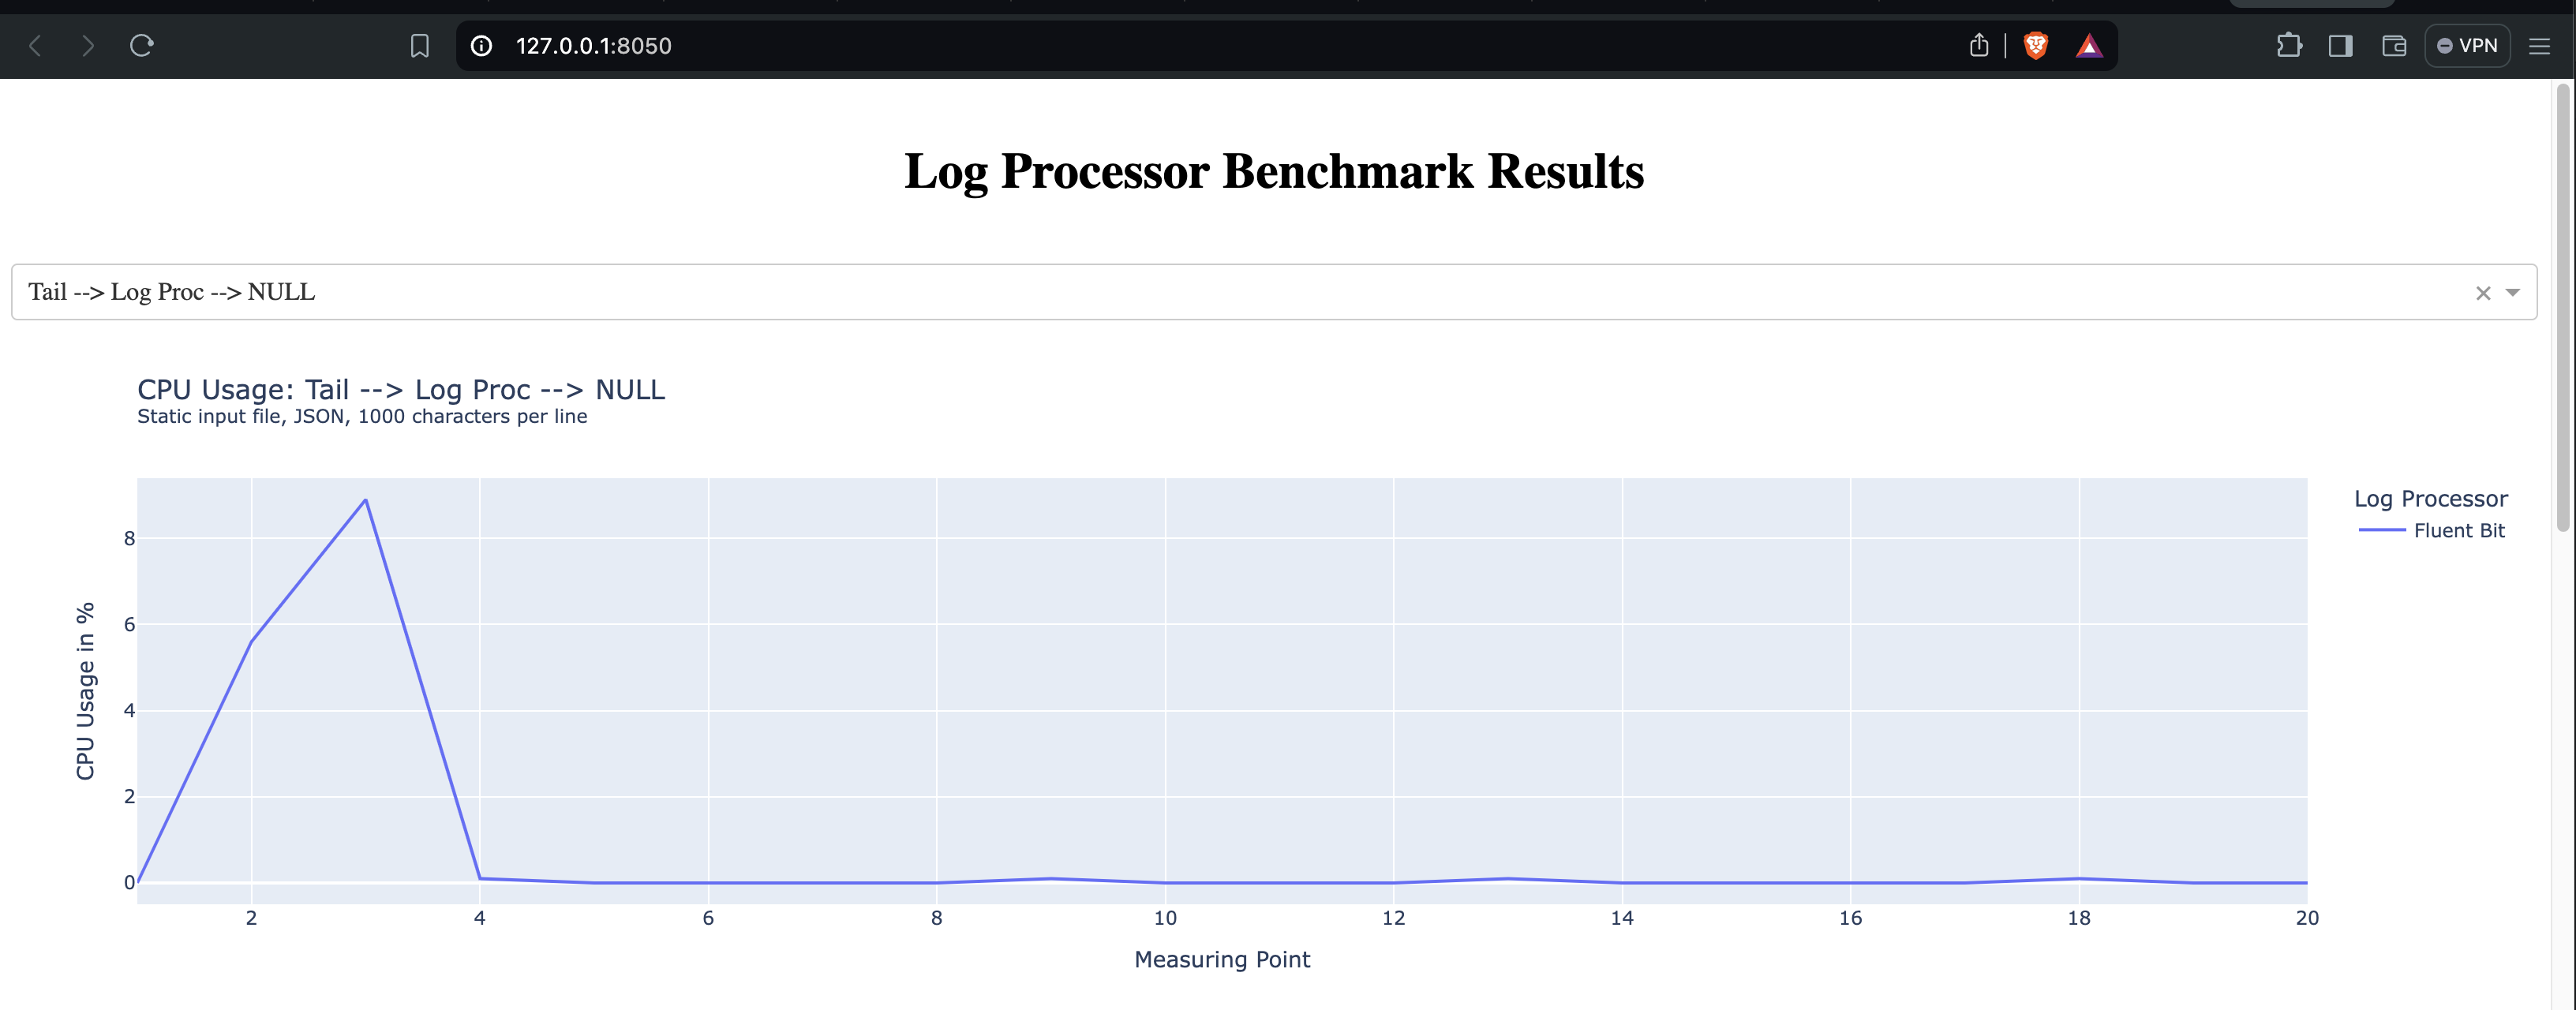 127.0.0.1:8050
VPN
Log Processor Benchmark Results
Tail --> Log Proc --> NULL
CPU Usage: Tail --> Log Proc --> NULL
Static input file, JSON, 1000 characters per line
Log Processor
Fluent Bit
CPU Usage in %
8
6
4
2
0
2 4 6 8 10 12 14 16 18 20
Measuring Point